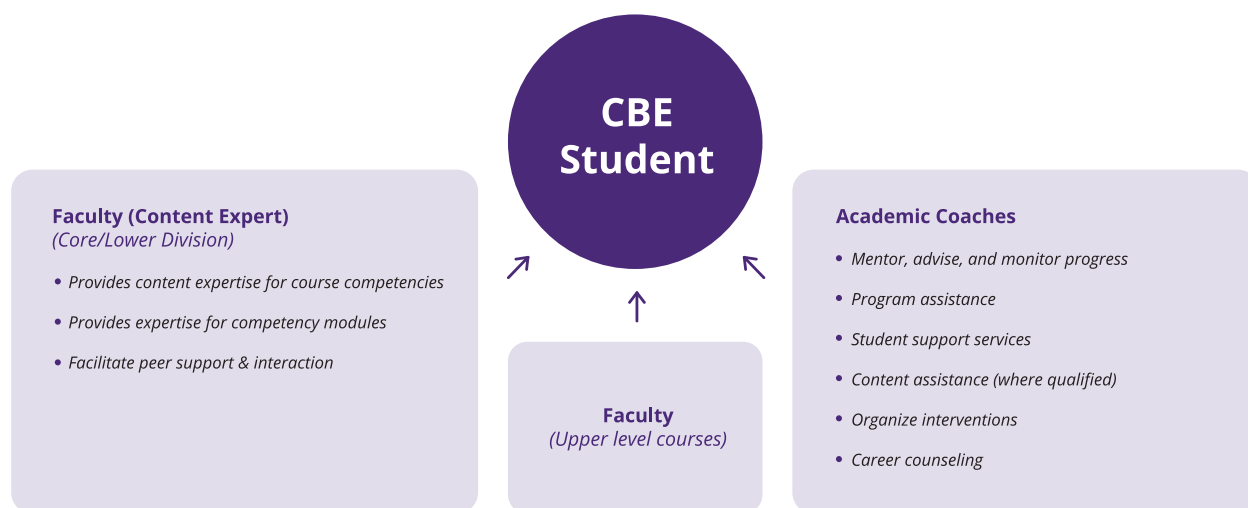 CBE
Student
Faculty (Content Expert)
(Core/Lower Division)
• Provides content expertise for course competencies
• Provides expertise for competency modules
• Facilitate peer support & interaction
Faculty
(Upper level courses)
Academic Coaches
• Mentor, advise, and monitor progress
• Program assistance
• Student support services
• Content assistance (where qualified)
• Organize interventions
• Career counseling